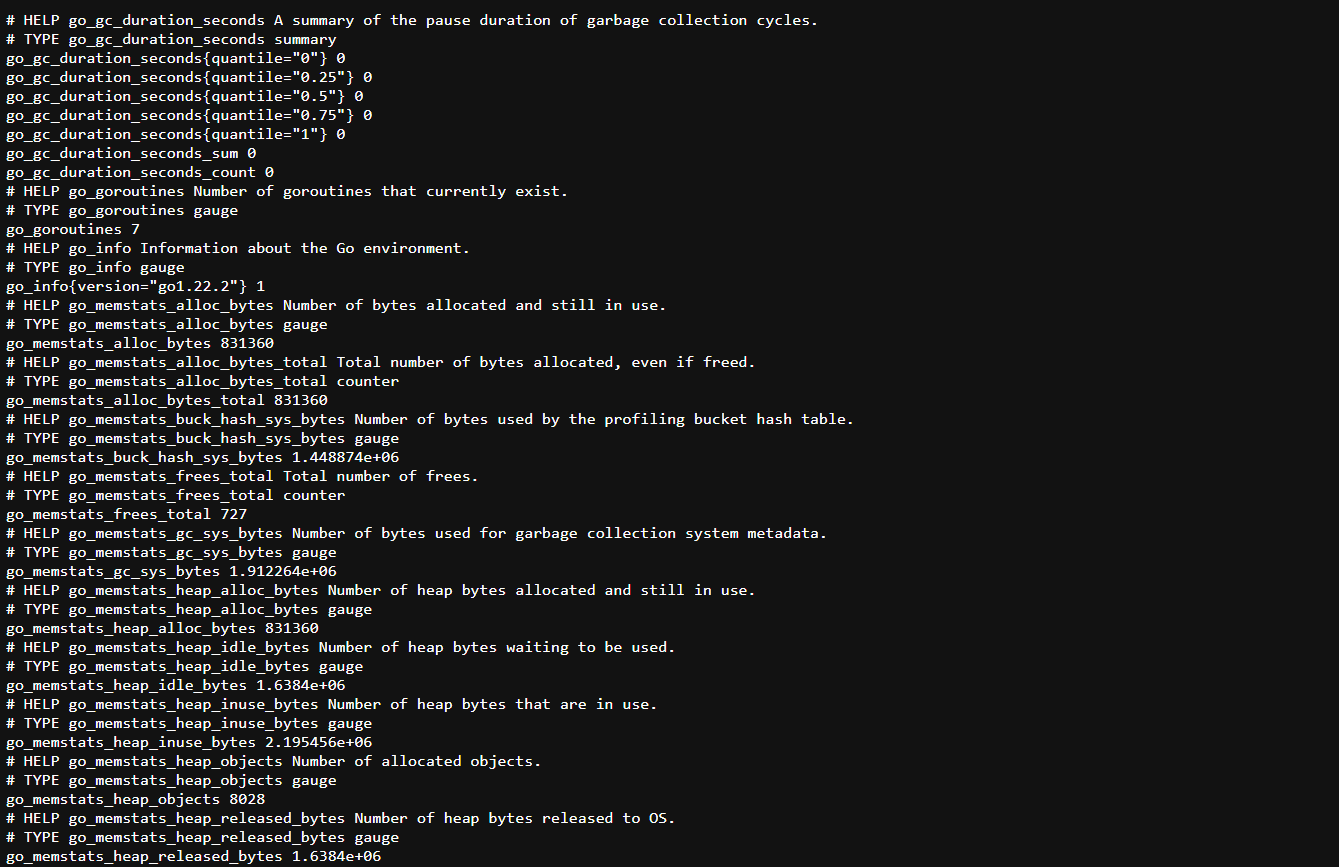 # HELP go_gc_duration_seconds A summary of the pause duration of garbage collection cycles.
# TYPE go_gc_duration_seconds summary
go_gc_duration_seconds{quantile="0"} 0
go_gc_duration_seconds{quantile="0.25"} 0
go_gc_duration_seconds{quantile="0.5"} 0
go_gc_duration_seconds{quantile="0.75"} 0
go_gc_duration_seconds{quantile="1"} 0
go_gc_duration_seconds_sum 0
go_gc_duration_seconds_count 0
# HELP go_goroutines Number of goroutines that currently exist.
# TYPE go_goroutines gauge
go_goroutines 7
# HELP go_info Information about the Go environment.
# TYPE go_info gauge
go_info{version="go1.22.2"} 1
# HELP go_memstats_alloc_bytes Number of bytes allocated and still in use.
# TYPE go_memstats_alloc_bytes gauge
go_memstats_alloc_bytes 831360
# HELP go_memstats_alloc_bytes_total Total number of bytes allocated, even if freed.
# TYPE go_memstats_alloc_bytes_total counter
go_memstats_alloc_bytes_total 831360
# HELP go_memstats_buck_hash_sys_bytes Number of bytes used by the profiling bucket hash table.
# TYPE go_memstats_buck_hash_sys_bytes gauge
go_memstats_buck_hash_sys_bytes 1.448874e+06
# HELP go_memstats_frees_total Total number of frees.
# TYPE go_memstats_frees_total counter
go_memstats_frees_total 727
# HELP go_memstats_gc_sys_bytes Number of bytes used for garbage collection system metadata.
# TYPE go_memstats_gc_sys_bytes gauge
go_memstats_gc_sys_bytes 1.912264e+06
# HELP go_memstats_heap_alloc_bytes Number of heap bytes allocated and still in use.
# TYPE go_memstats_heap_alloc_bytes gauge
go_memstats_heap_alloc_bytes 831360
# HELP go_memstats_heap_idle_bytes Number of heap bytes waiting to be used.
# TYPE go_memstats_heap_idle_bytes gauge
go_memstats_heap_idle_bytes 1.6384e+06
# HELP go_memstats_heap_inuse_bytes Number of heap bytes that are in use.
# TYPE go_memstats_heap_inuse_bytes gauge
go_memstats_heap_inuse_bytes 2.195456e+06
# HELP go_memstats_heap_objects Number of allocated objects.
# TYPE go_memstats_heap_objects gauge
go_memstats_heap_objects 8028
# HELP go_memstats_heap_released_bytes Number of heap bytes released to OS.
# TYPE go_memstats_heap_released_bytes gauge
go_memstats_heap_released_bytes 1.6384e+06